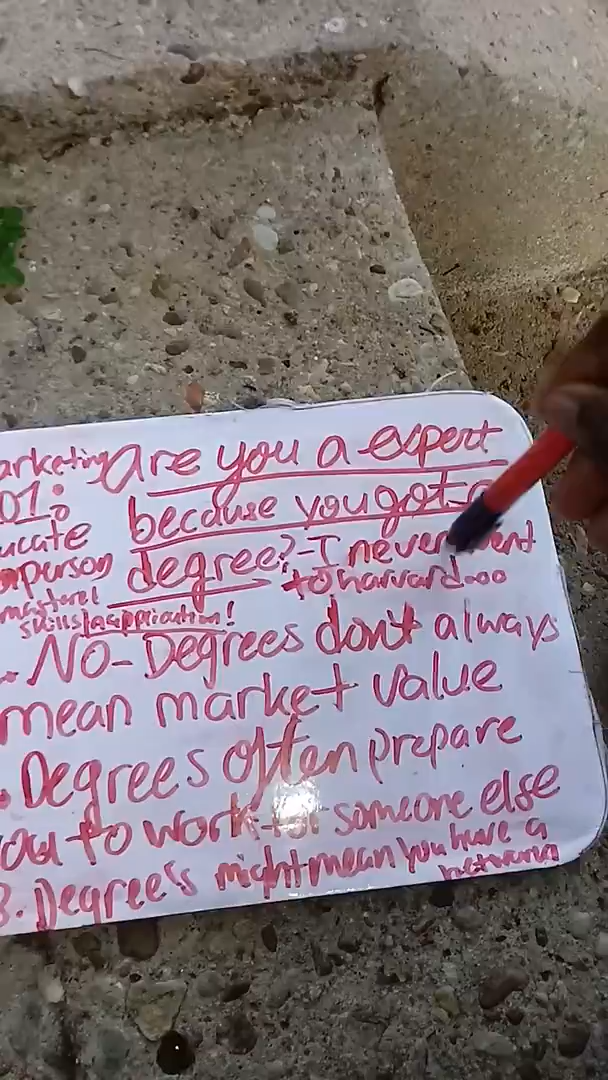 arketing are you a expert
01:
because you got a
ucate
degree? - I never went
person
to harvard...
master
skills application!
. NO - Degrees don't always
mean market value
. Degrees often prepare
you to work for someone else
3. Degree's might mean you have a
network